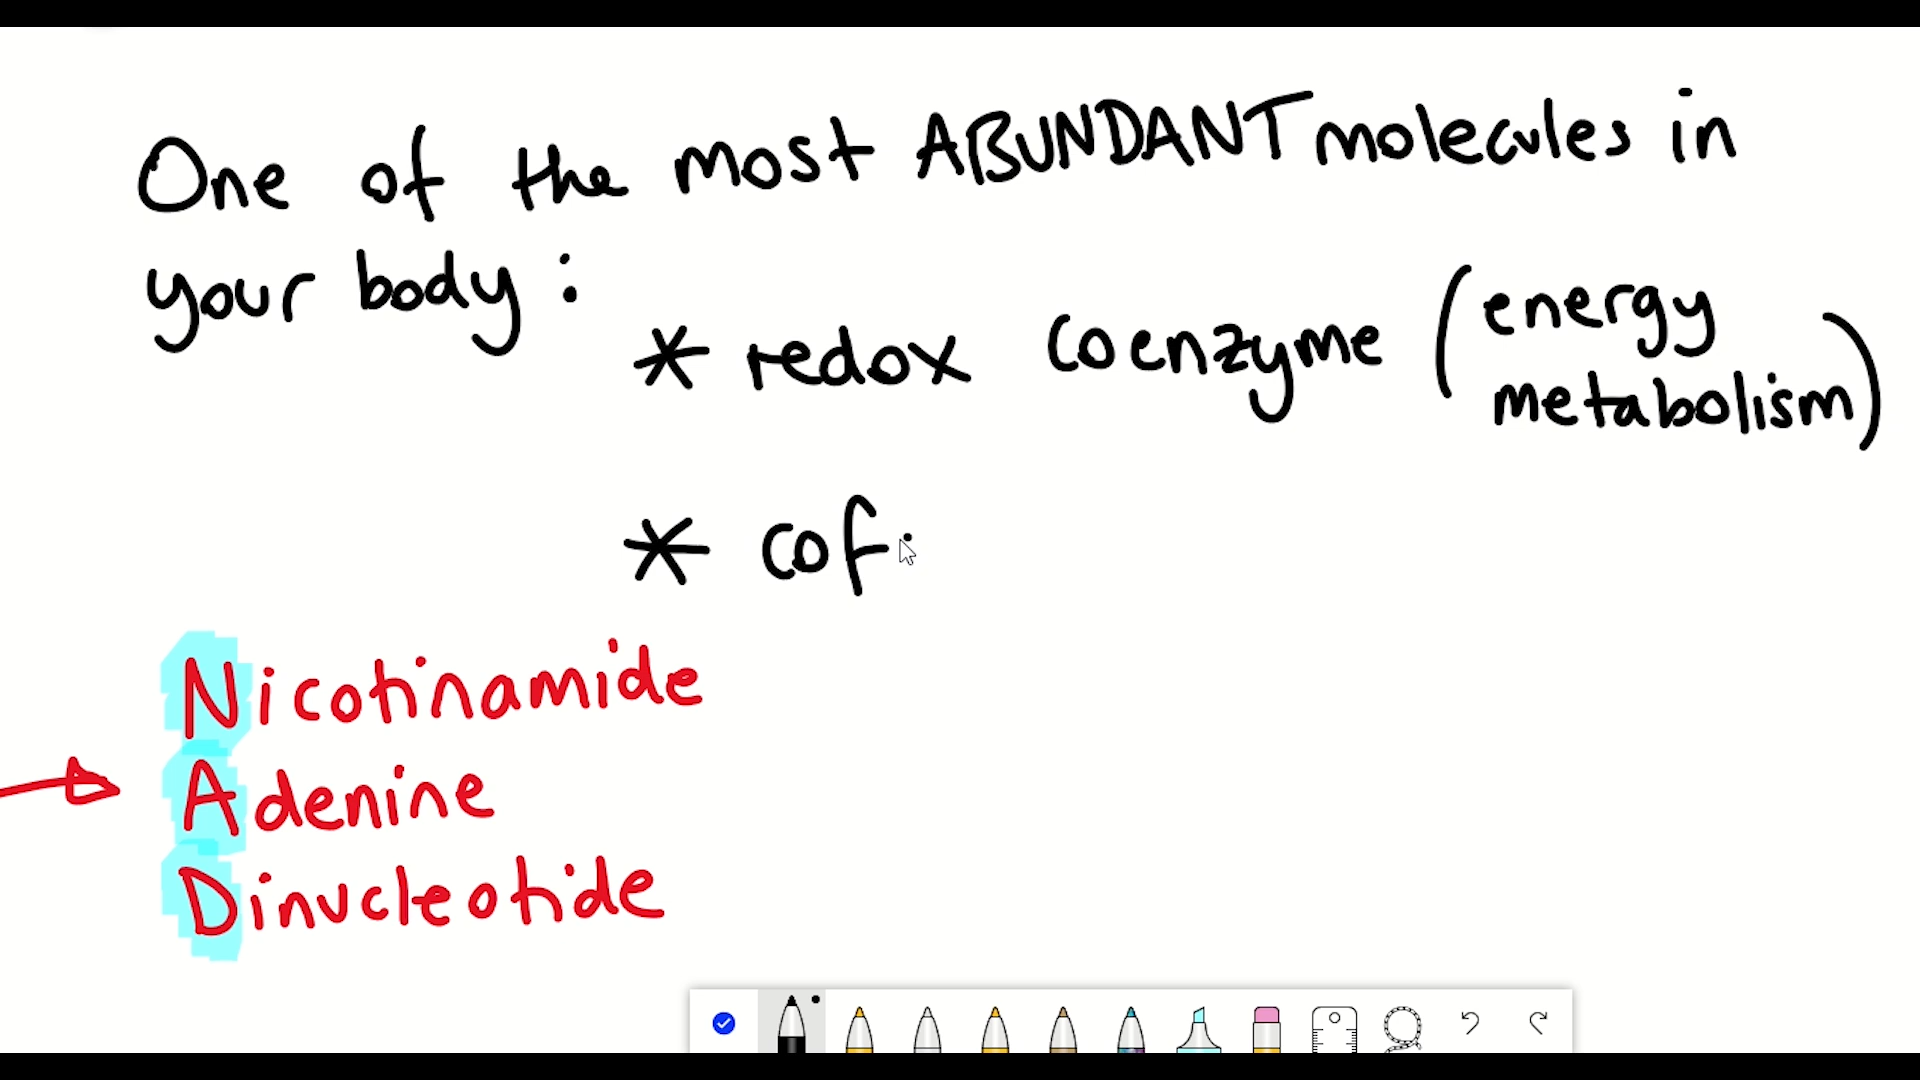 One of the most ABUNDANT molecules in
your body :
* redox coenzyme (energy
metabolism)
* cof
Nicotinamide
Adenine
Dinucleotide